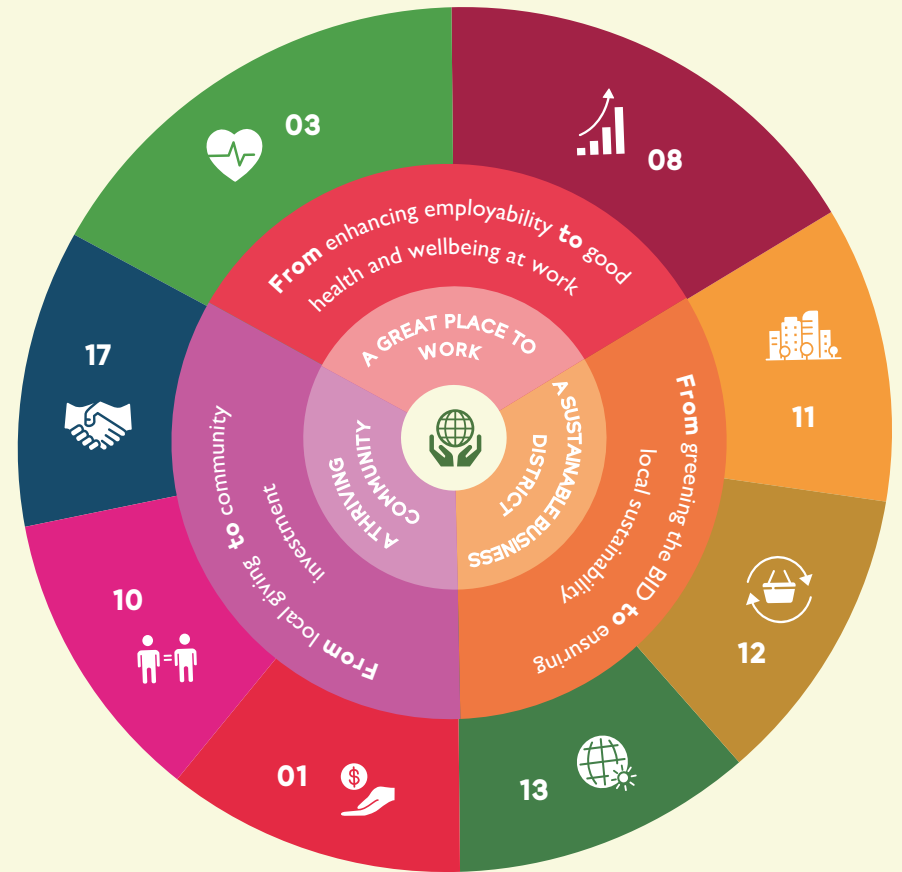 03
08
11
12
13
01
10
17
From enhancing employability to good
health and wellbeing at work
A GREAT PLACE TO
WORK
From greening the BID to ensuring
local sustainability
A SUSTAINABLE BUSINESS
DISTRICT
From local giving to community
investment
A THRIVING
COMMUNITY
$